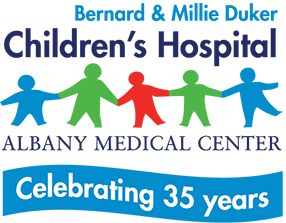 Bernard & Millie Duker
Children's Hospital
ALBANY MEDICAL CENTER
Celebrating 35 years